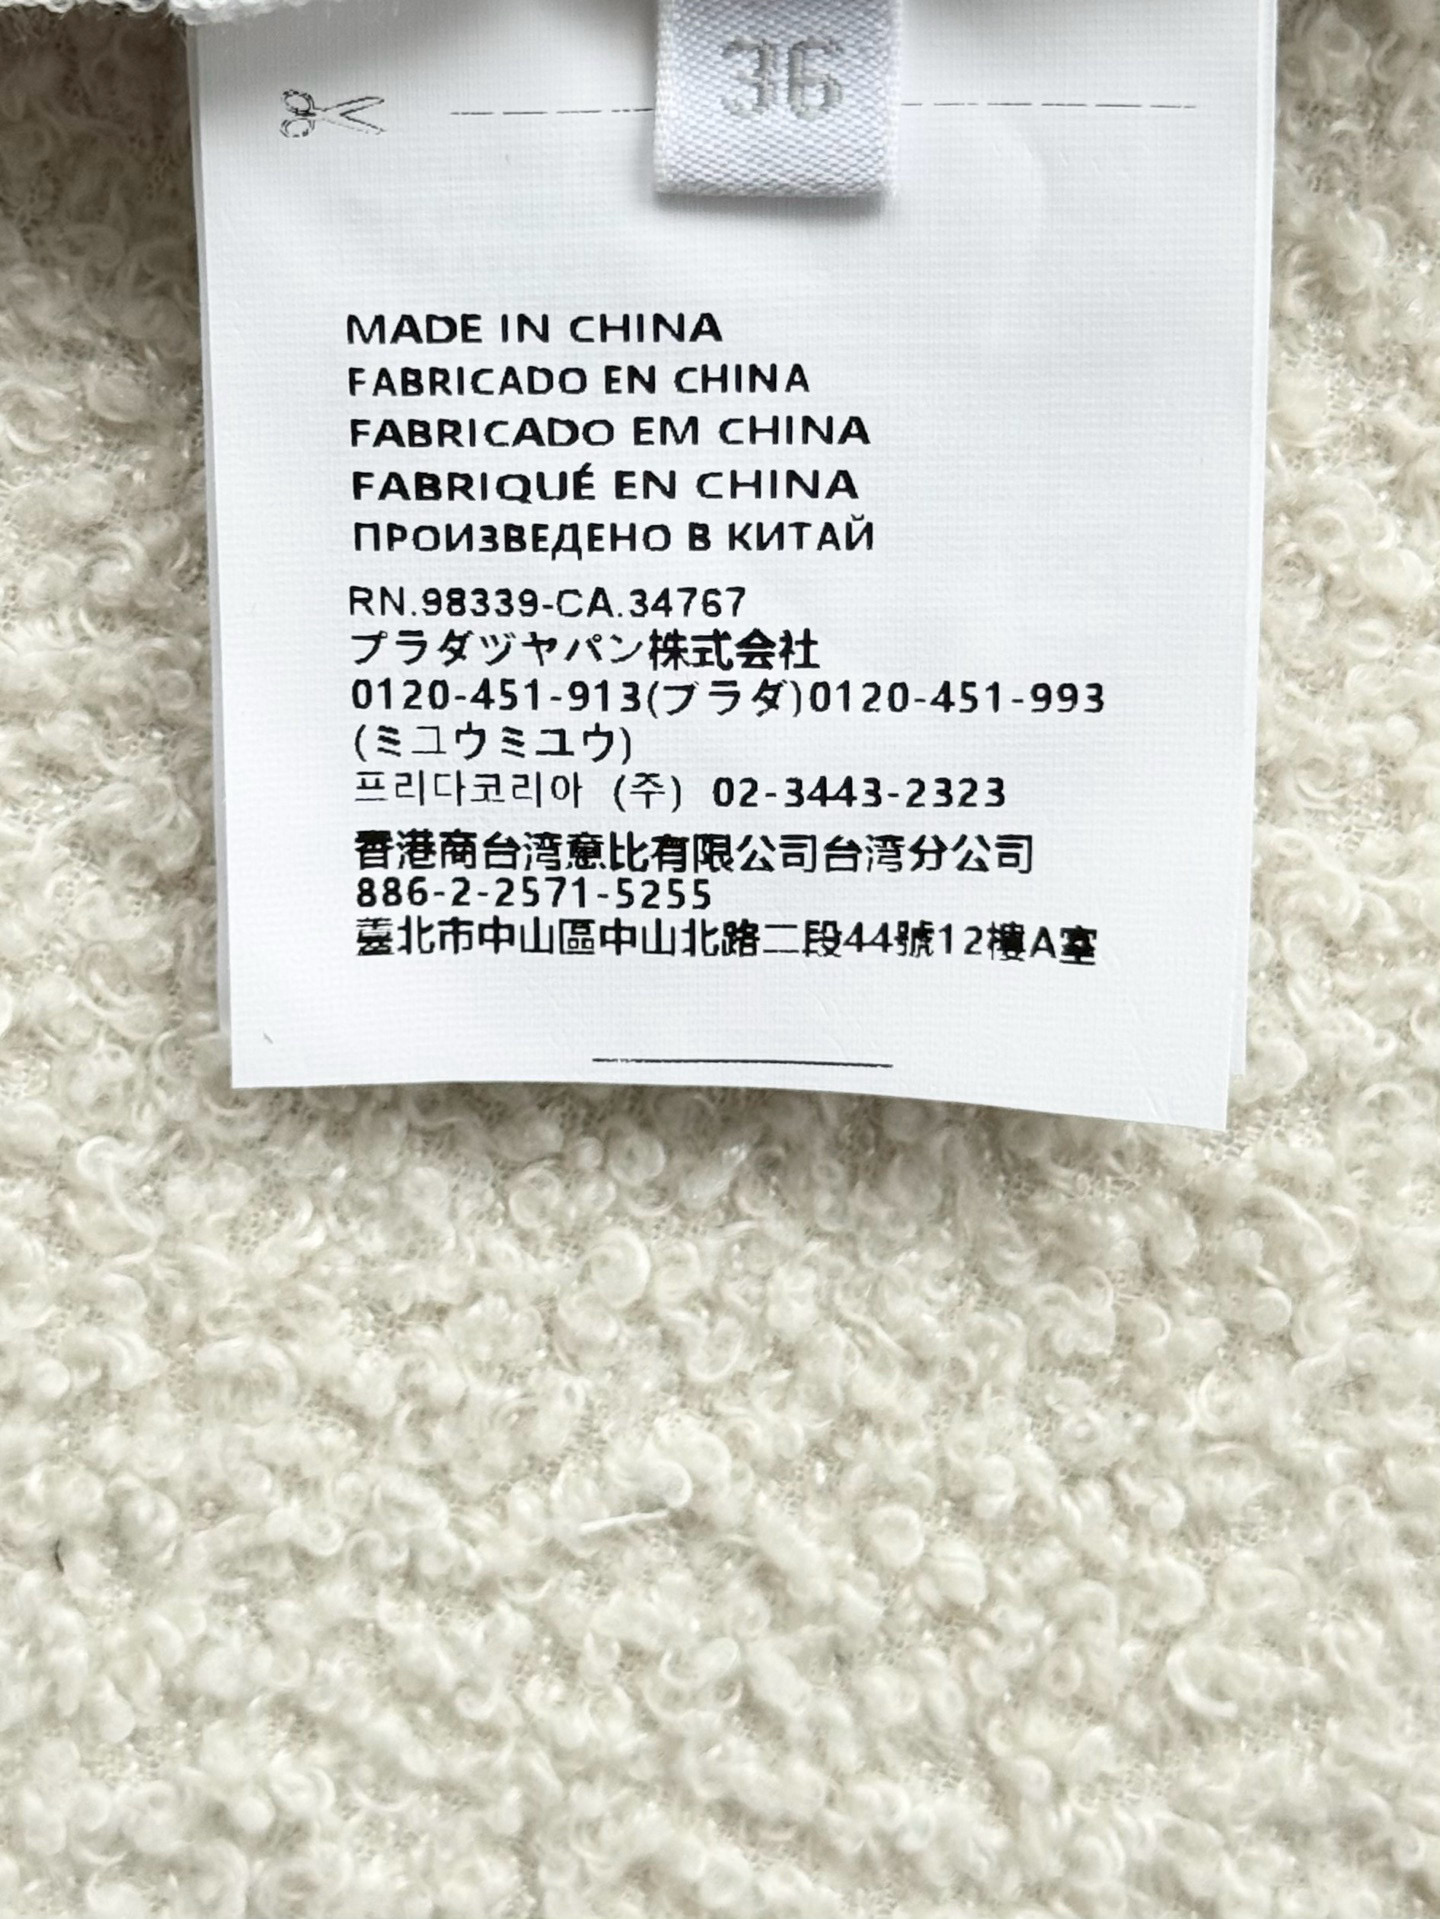 36
MADE IN CHINA
FABRICADO EN CHINA
FABRICADO EM CHINA
FABRIQUÉ EN CHINA
ПРОИЗВЕДЕНО В КИТАЙ
RN.98339-CA.34767
プラダヅヤパン株式会社
0120-451-913(ブラダ)0120-451-993
(ミユウミユウ)
프리다코리아 (주) 02-3443-2323
香港商台湾意比有限公司台湾分公司
886-2-2571-5255
臺北市中山區中山北路二段44號12樓A室